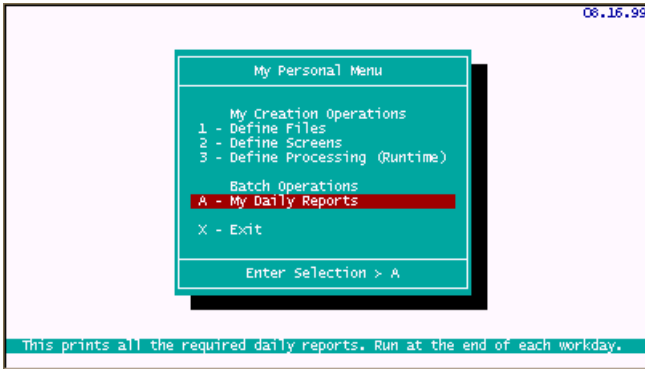 08.16.99
My Personal Menu
My Creation Operations
1 - Define Files
2 - Define Screens
3 - Define Processing (Runtime)
Batch Operations
A - My Daily Reports
X - Exit
Enter Selection > A
This prints all the required daily reports. Run at the end of each workday.